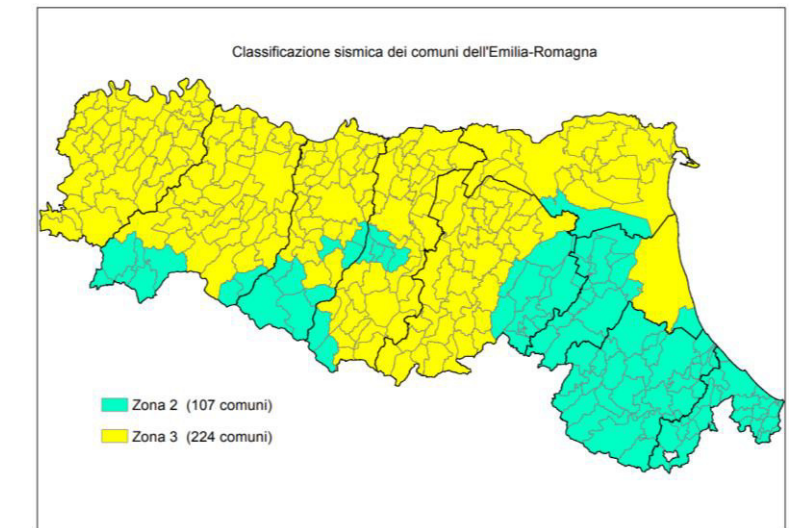 Classificazione sismica dei comuni dell'Emilia-Romagna
Zona 2 (107 comuni)
Zona 3 (224 comuni)